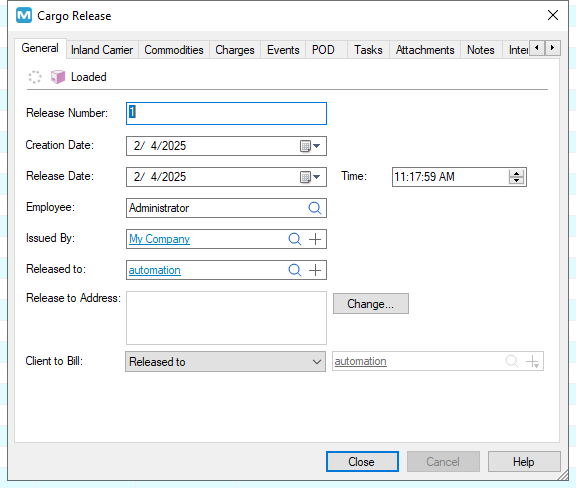 Cargo Release
General Inland Carrier Commodities Charges Events POD Tasks Attachments Notes
Loaded
Release Number: 1
Creation Date: 2/ 4/2025
Release Date: 2/ 4/2025 Time: 11:17:59 AM
Employee: Administrator
Issued By: My Company
Released to: automation
Release to Address: Change...
Client to Bill: Released to automation
Close Cancel Help